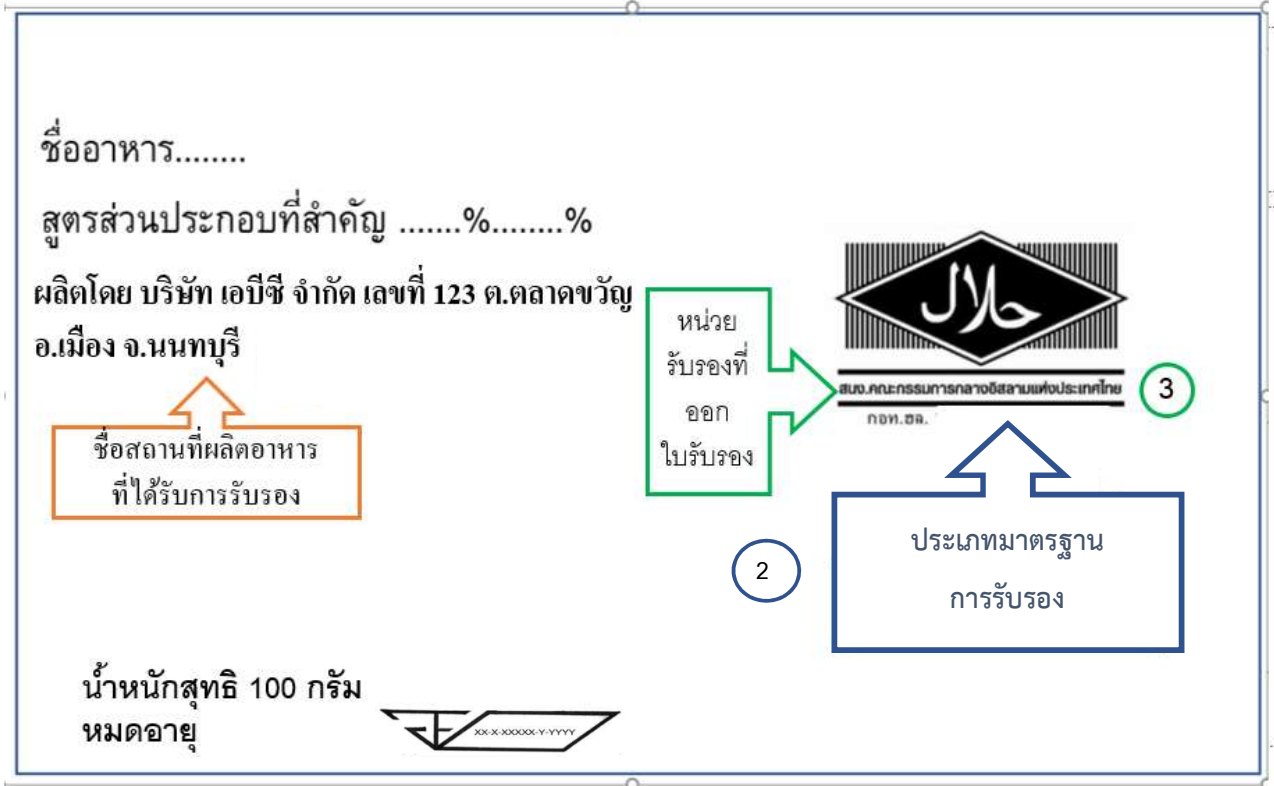 ชื่ออาหาร........
สูตรส่วนประกอบที่สำคัญ .......%........%
ผลิตโดย บริษัท เอบีซี จำกัด เลขที่ 123 ต.ตลาดขวัญ
อ.เมือง จ.นนทบุรี
ชื่อสถานที่ผลิตอาหาร
ที่ได้รับการรับรอง
หน่วย
รับรองที่
ออก
ใบรับรอง
حلال
สนง.คณะกรรมการกลางอิสลามแห่งประเทศไทย
กอท.ฮล.
3
2
ประเภทมาตรฐาน
การรับรอง
น้ำหนักสุทธิ 100 กรัม
หมดอายุ
XX-X-XXXXX-Y-YYYY